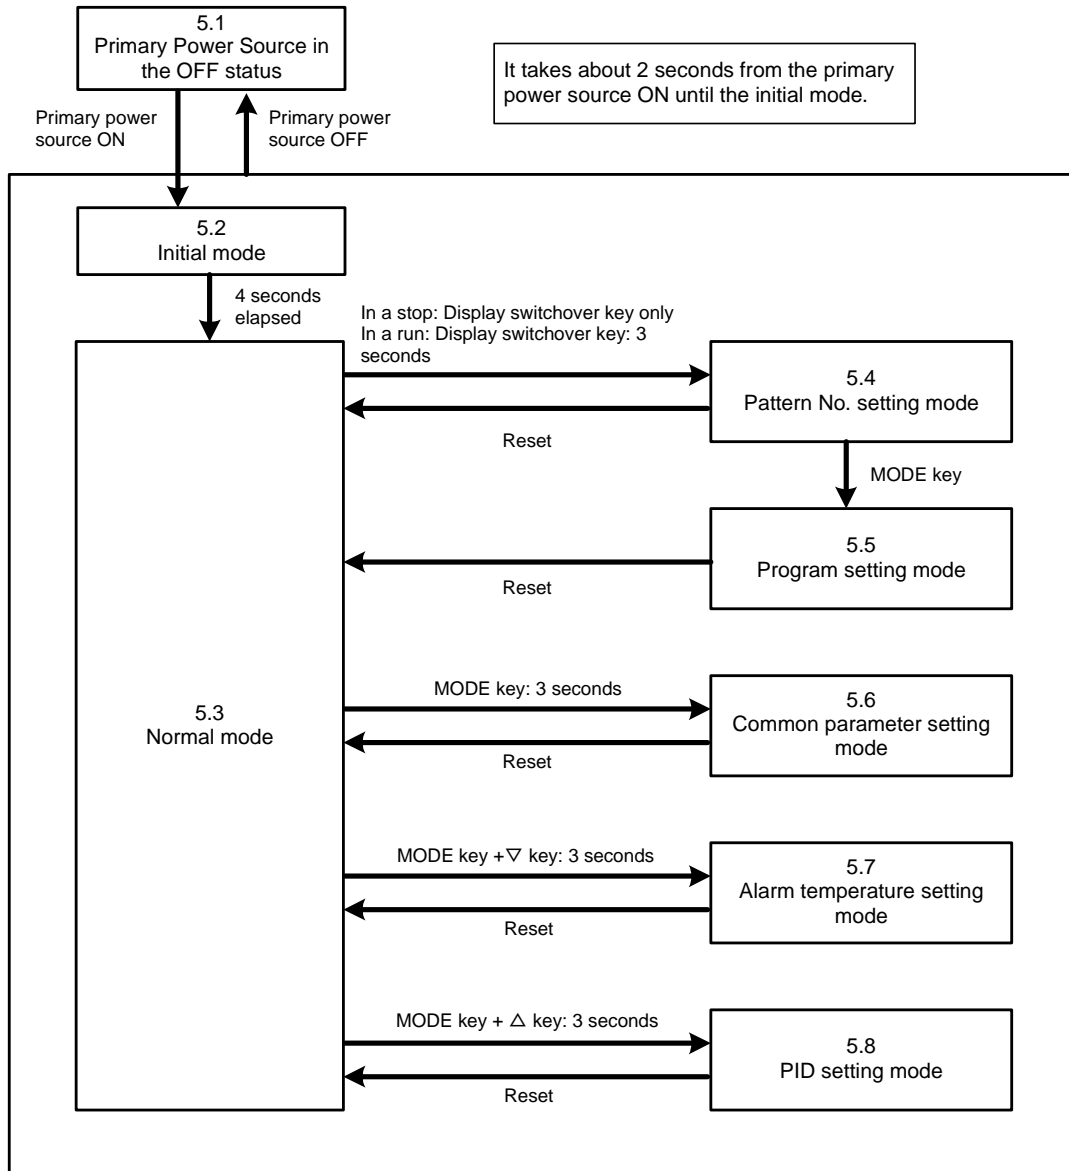 5.1
Primary Power Source in
the OFF status
It takes about 2 seconds from the primary
power source ON until the initial mode.
Primary power
source ON
Primary power
source OFF
5.2
Initial mode
4 seconds
elapsed
In a stop: Display switchover key only
In a run: Display switchover key: 3
seconds
5.4
Pattern No. setting mode
Reset
MODE key
5.5
Program setting mode
Reset
5.3
Normal mode
MODE key: 3 seconds
5.6
Common parameter setting
mode
Reset
MODE key +▽ key: 3 seconds
5.7
Alarm temperature setting
mode
Reset
MODE key + △ key: 3 seconds
5.8
PID setting mode
Reset